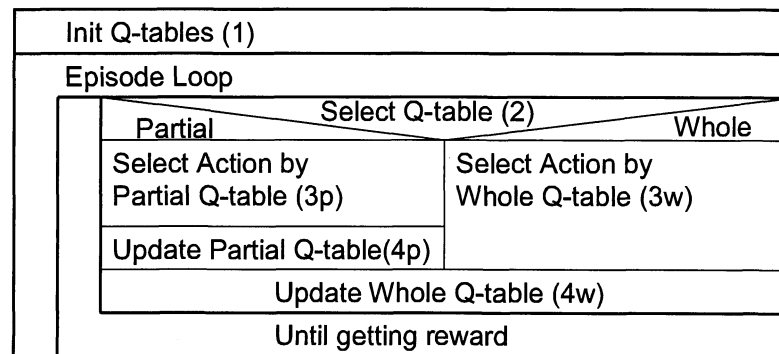 Init Q-tables (1)
Episode Loop
Select Q-table (2)
Partial
Whole
Select Action by
Partial Q-table (3p)
Select Action by
Whole Q-table (3w)
Update Partial Q-table(4p)
Update Whole Q-table (4w)
Until getting reward